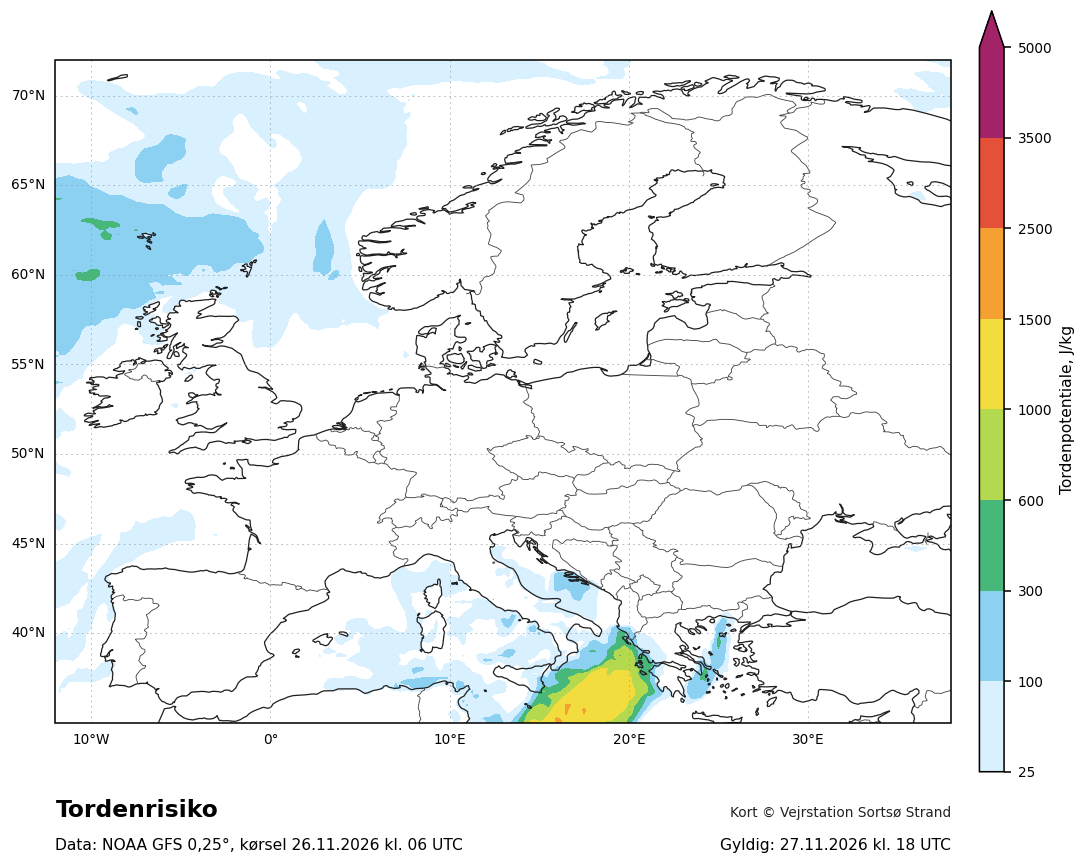 5000
3500
2500
1500
1000
600
300
100
25
Tordenpotentiale, J/kg
70°N
65°N
60°N
55°N
50°N
45°N
40°N
10°W
0°
10°E
20°E
30°E
Tordenrisiko
Kort © Vejrstation Sortsø Strand
Data: NOAA GFS 0,25°, kørsel 26.11.2026 kl. 06 UTC
Gyldig: 27.11.2026 kl. 18 UTC